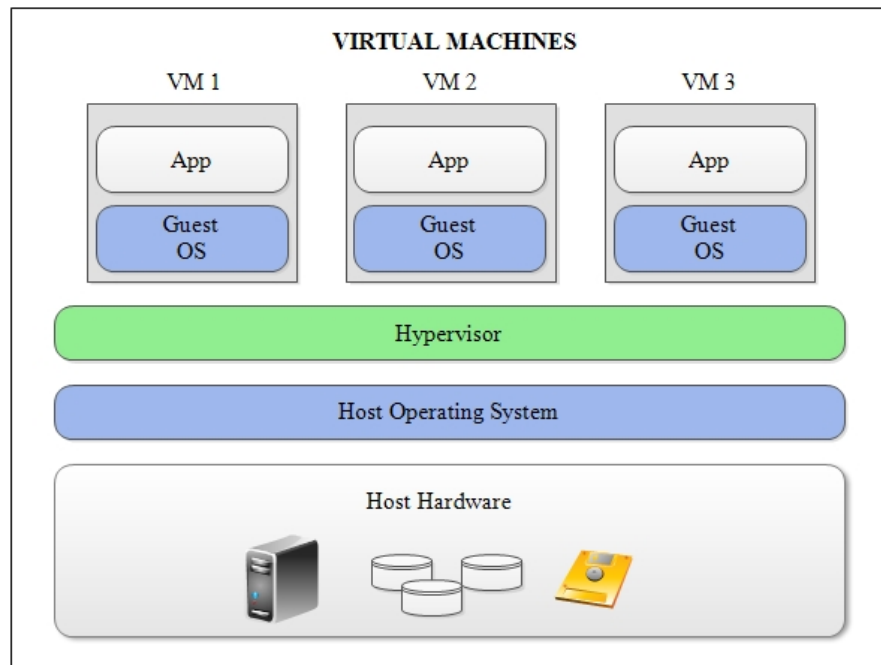 VIRTUAL MACHINES
VM 1
VM 2
VM 3
App
App
App
Guest
OS
Guest
OS
Guest
OS
Hypervisor
Host Operating System
Host Hardware